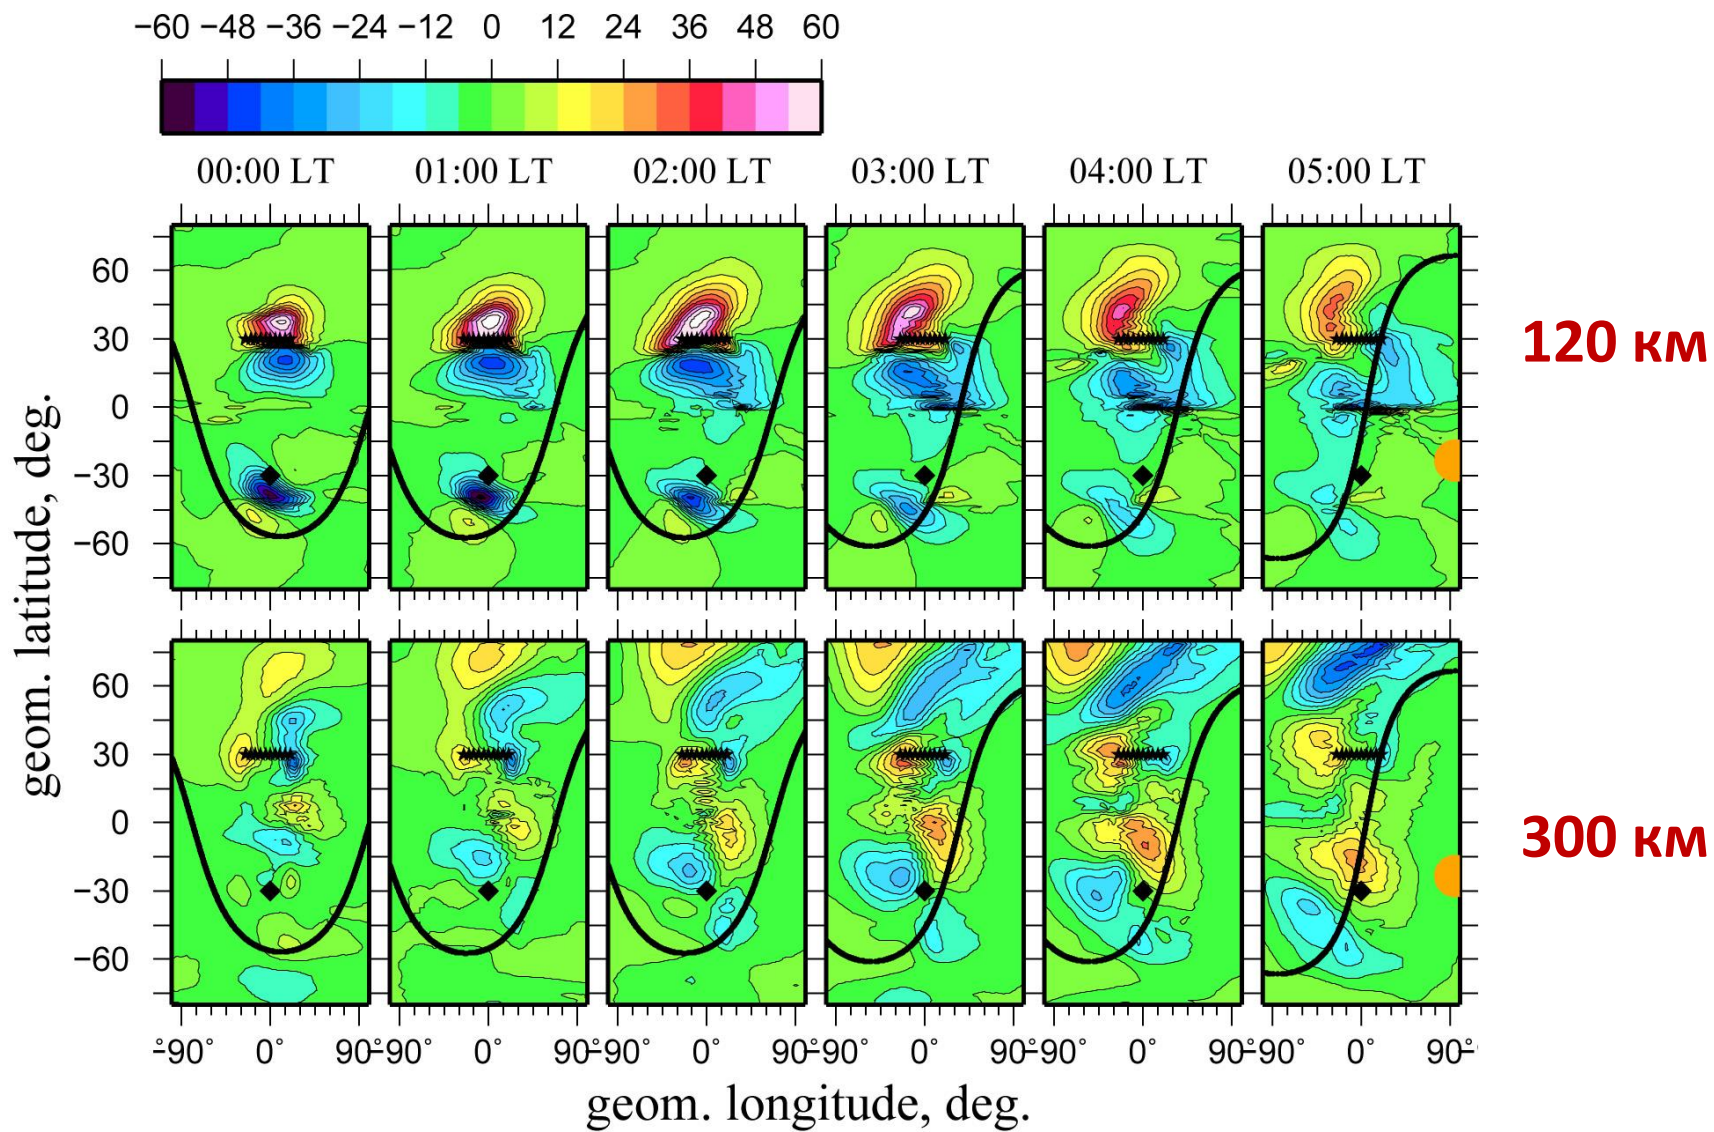 −60 −48 −36 −24 −12 0 12 24 36 48 60
00:00 LT 01:00 LT 02:00 LT 03:00 LT 04:00 LT 05:00 LT
60
30
0
−30
−60
120 км
geom. latitude, deg.
60
30
0
−30
−60
300 км
−90° 0° 90° −90° 0° 90° −90° 0° 90° −90° 0° 90° −90° 0° 90° −90° 0° 90°
geom. longitude, deg.